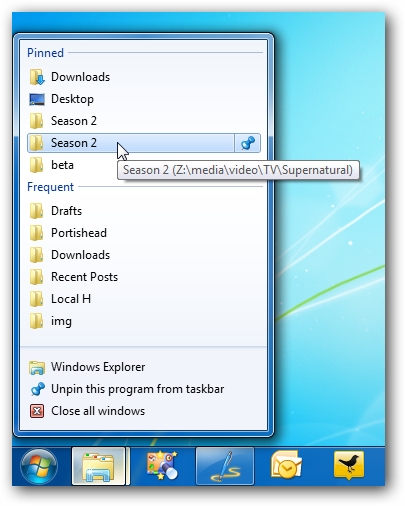 Pinned
Downloads
Desktop
Season 2
Season 2
Season 2 (Z:\media\video\TV\Supernatural)
beta
Frequent
Drafts
Portishead
Downloads
Recent Posts
Local H
img
Windows Explorer
Unpin this program from taskbar
Close all windows